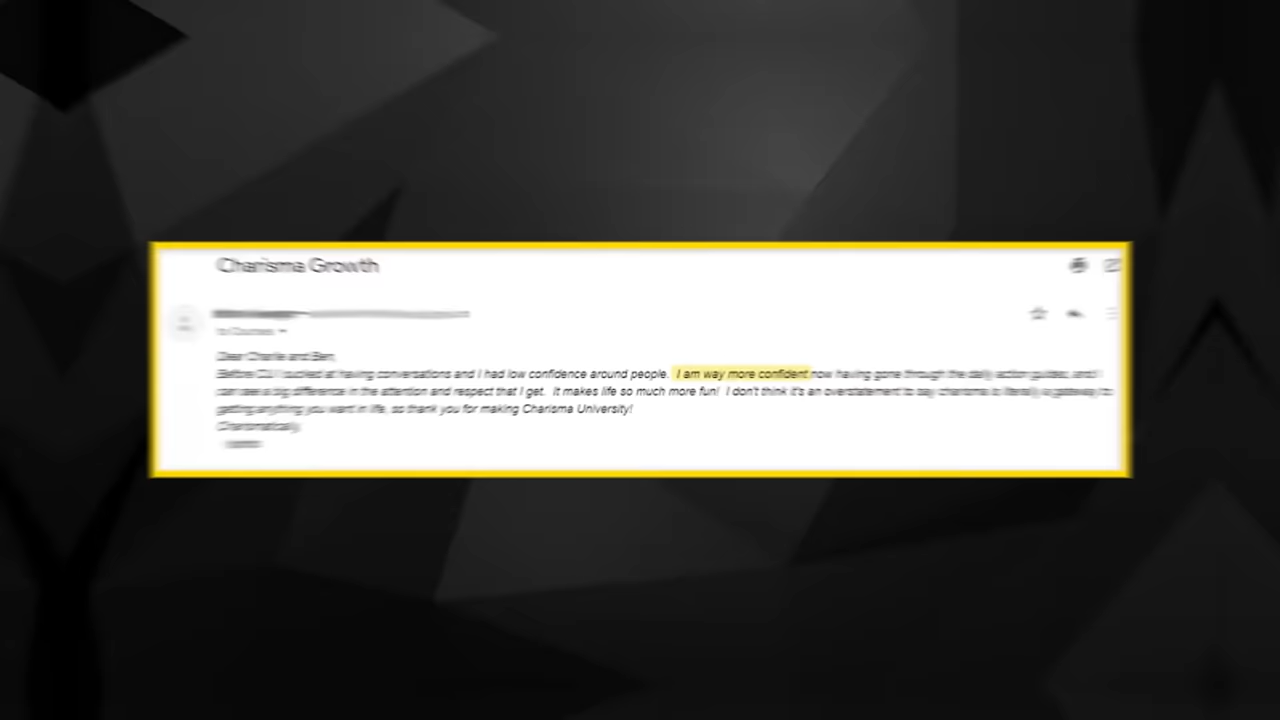 Charisma Growth
Dear Charlie and Ben,
Before CU I sucked at having conversations and I had low confidence around people. I am way more confident now having gone through the daily action guides, and I
can see a big difference in the attention and respect that I get. It makes life so much more fun! I don't think it's an overstatement to say charisma is literally a gateway to
getting anything you want in life, so thank you for making Charisma University!
Charismatically,